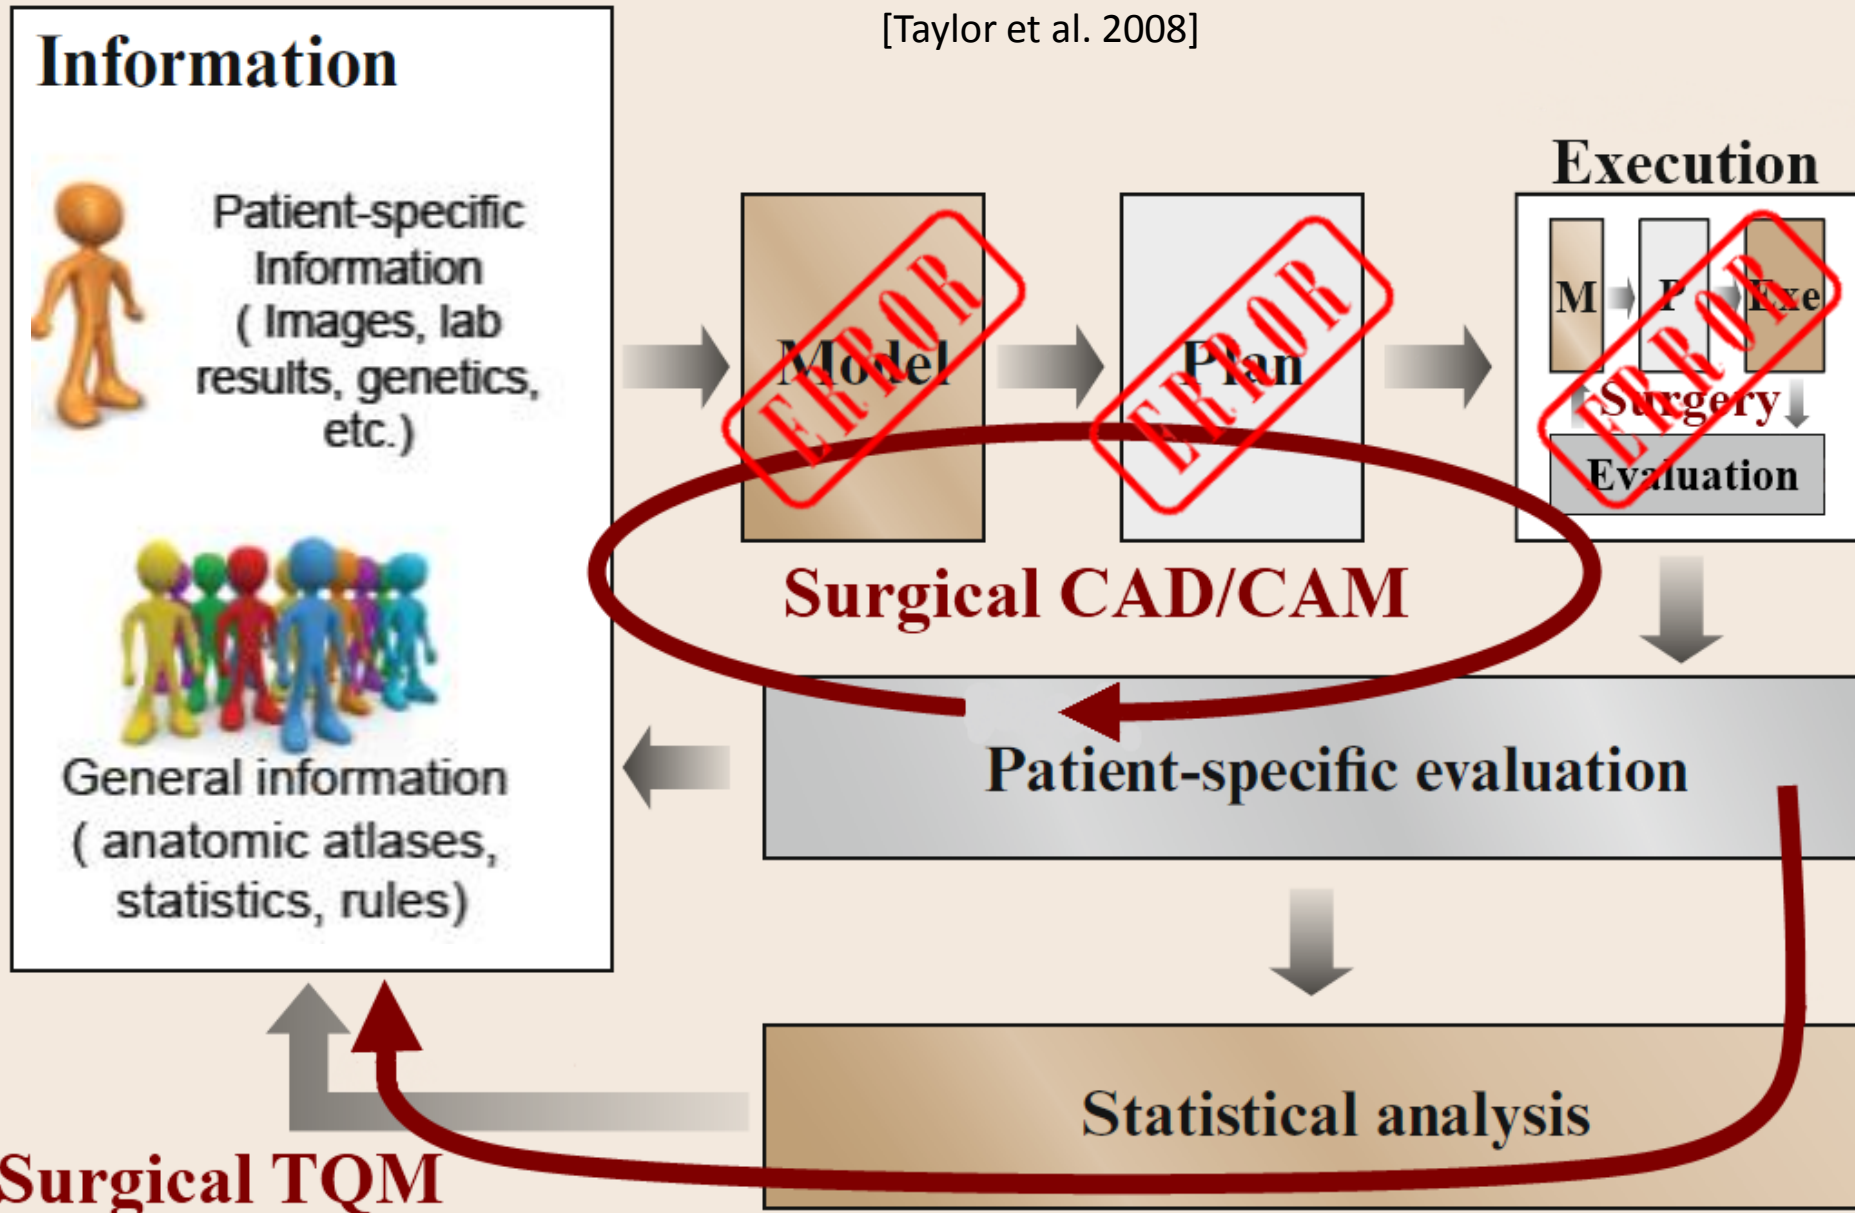 [Taylor et al. 2008]
Information
Patient-specific
Information
( Images, lab
results, genetics,
etc.)
General information
( anatomic atlases,
statistics, rules)
Model
ERROR
Plan
ERROR
Execution
M
P
Exe
Surgery
Evaluation
ERROR
Surgical CAD/CAM
Patient-specific evaluation
Statistical analysis
Surgical TQM